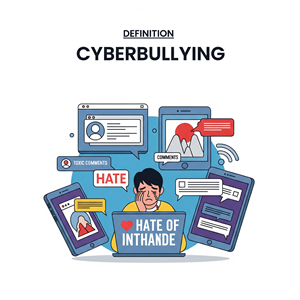 DEFINITION
CYBERBULLYING
TOXIC COMMENTS
COMMENTS
HATE
HATE OF
INTHANDE